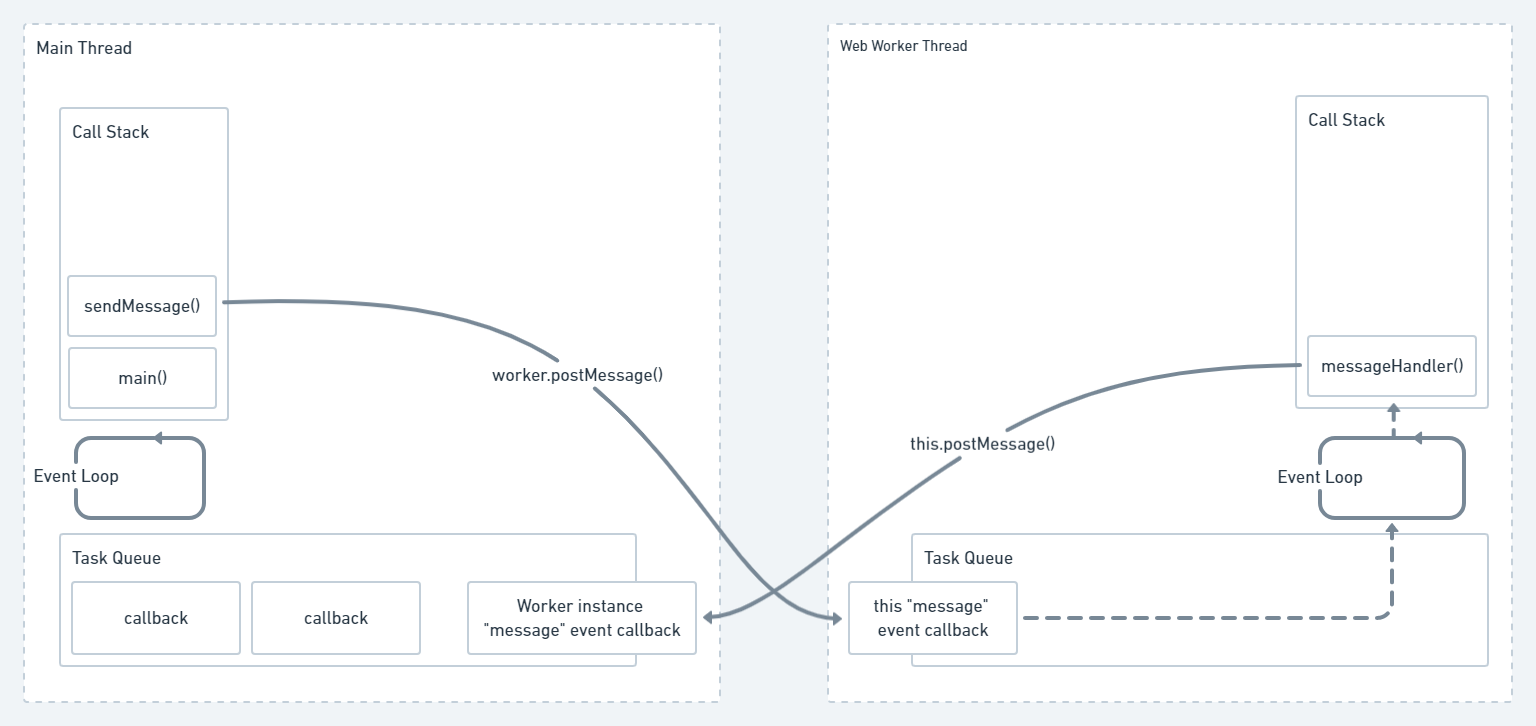 Main Thread
Call Stack
sendMessage()
main()
Event Loop
Task Queue
callback
callback
Worker instance
"message" event callback
worker.postMessage()
this.postMessage()
Web Worker Thread
Call Stack
messageHandler()
Event Loop
Task Queue
this "message"
event callback